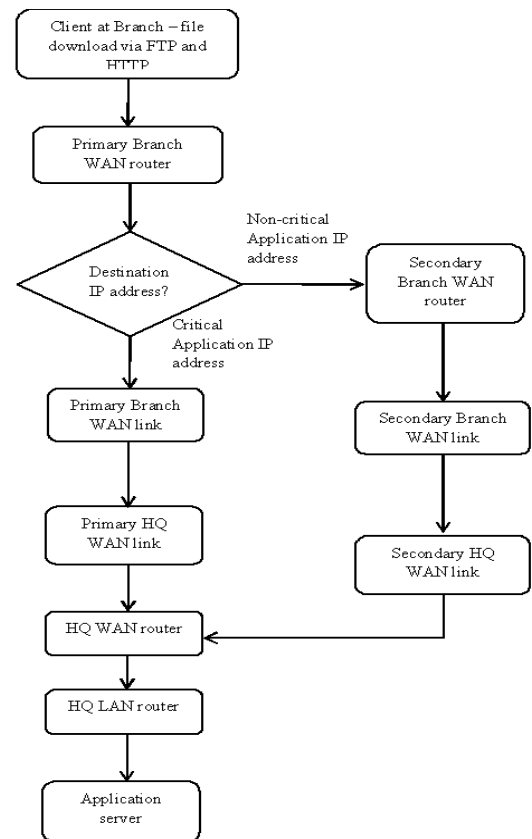 Client at Branch – file
download via FTP and
HTTP
Primary Branch
WAN router
Non-critical
Application IP
address
Destination
IP address?
Secondary
Branch WAN
router
Critical
Application IP
address
Primary Branch
WAN link
Secondary Branch
WAN link
Primary HQ
WAN link
Secondary HQ
WAN link
HQ WAN router
HQ LAN router
Application
server